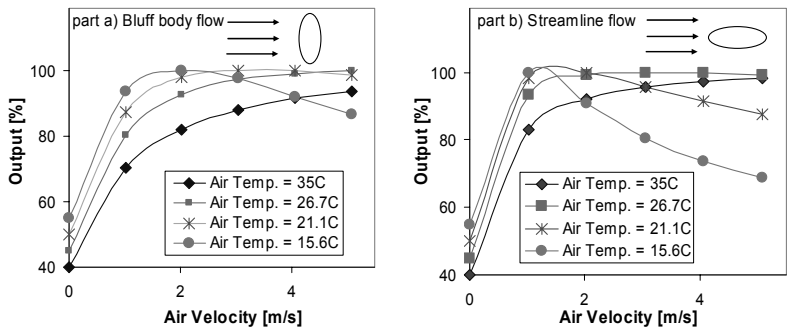 part a) Bluff body flow
Output [%]
100
80
60
40
0
2
4
Air Velocity [m/s]
Air Temp. = 35C
Air Temp. = 26.7C
Air Temp. = 21.1C
Air Temp. = 15.6C
part b) Streamline flow
Output [%]
100
80
60
40
0
2
4
Air Velocity [m/s]
Air Temp. = 35C
Air Temp. = 26.7C
Air Temp. = 21.1C
Air Temp. = 15.6C